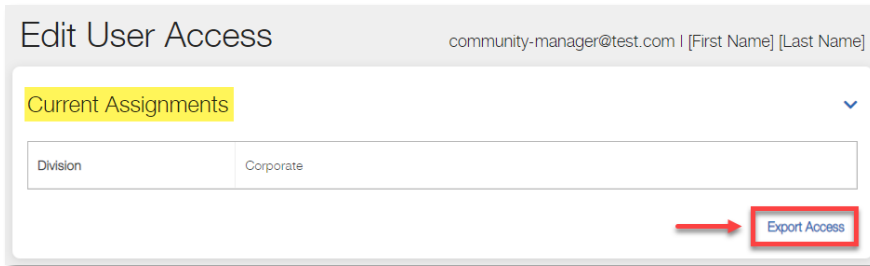 Edit User Access
community-manager@test.com | [First Name] [Last Name]
Current Assignments
Division Corporate
Export Access